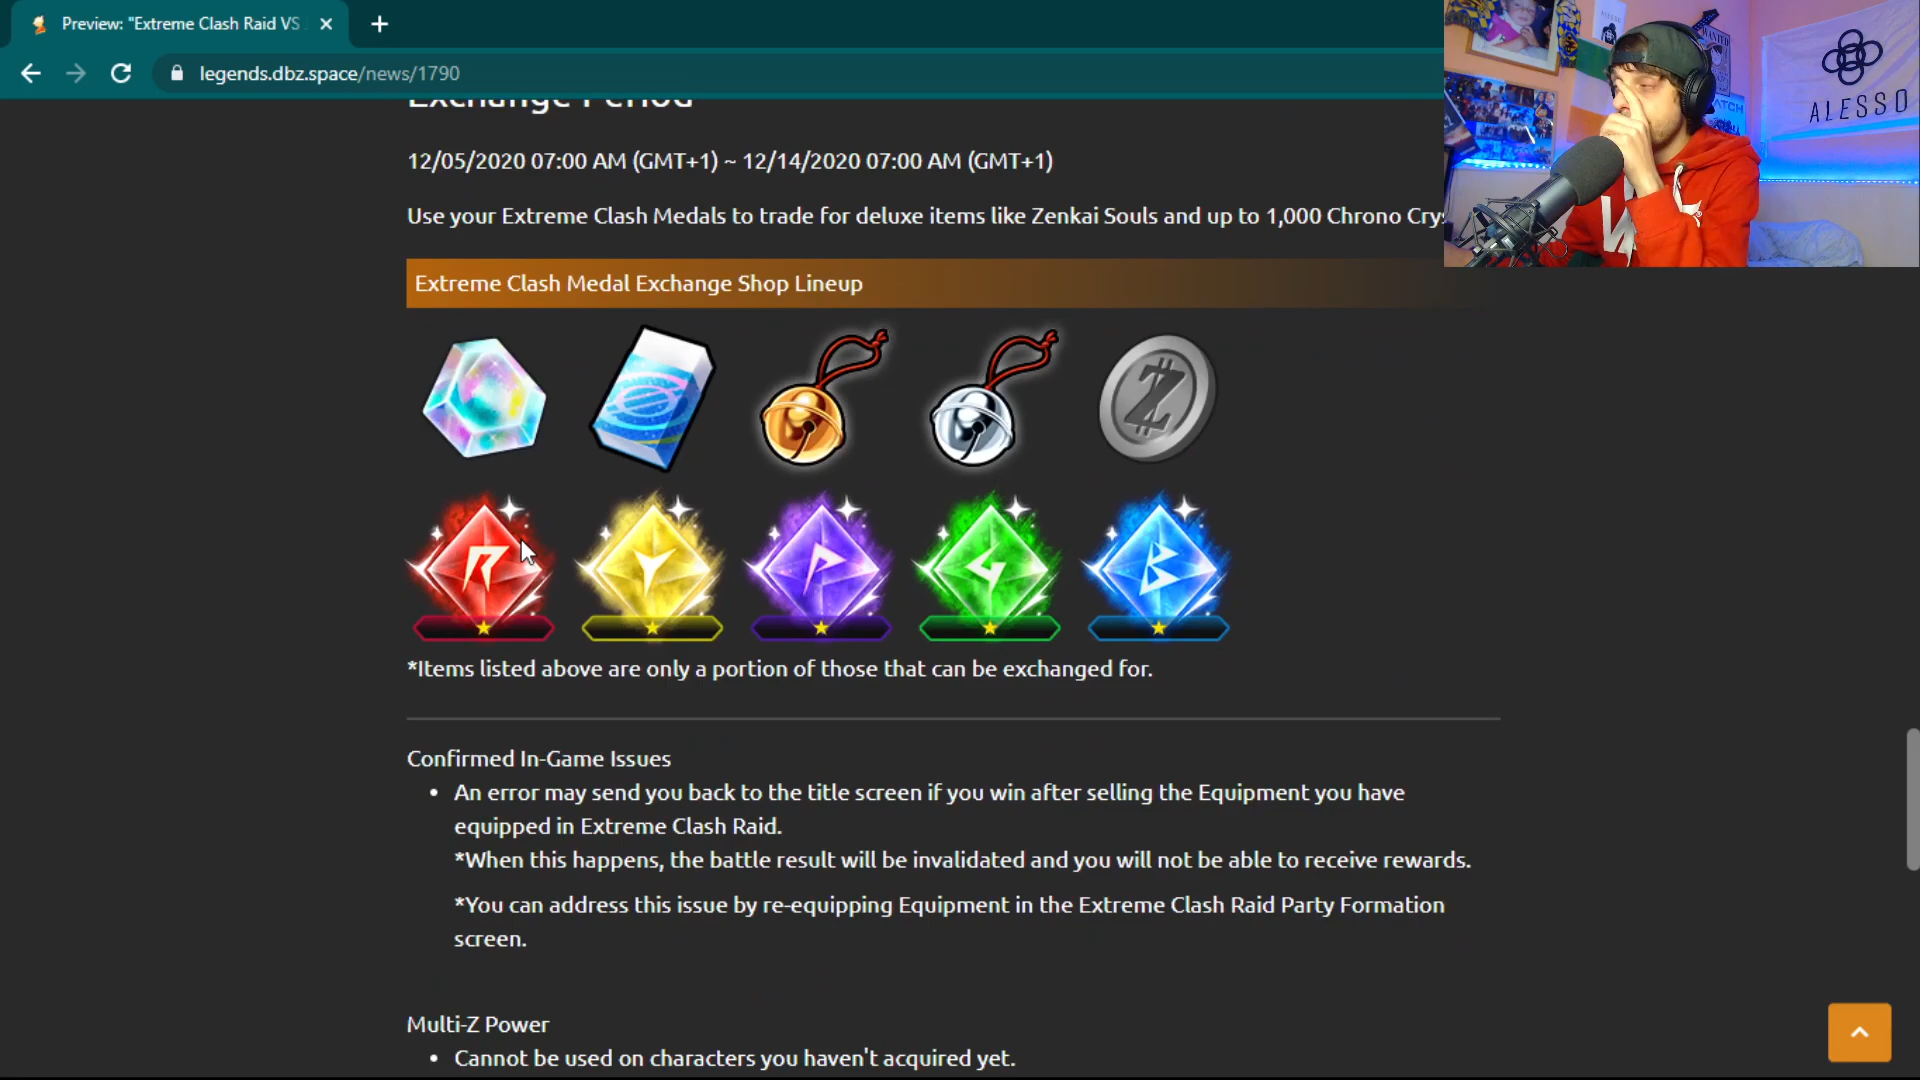 Preview: "Extreme Clash Raid VS
legends.dbz.space/news/1790
Exchange Period
12/05/2020 07:00 AM (GMT+1) ~ 12/14/2020 07:00 AM (GMT+1)
Use your Extreme Clash Medals to trade for deluxe items like Zenkai Souls and up to 1,000 Chrono Crys
Extreme Clash Medal Exchange Shop Lineup
Z
R Y P G B
*Items listed above are only a portion of those that can be exchanged for.
Confirmed In-Game Issues
• An error may send you back to the title screen if you win after selling the Equipment you have
equipped in Extreme Clash Raid.
*When this happens, the battle result will be invalidated and you will not be able to receive rewards.
*You can address this issue by re-equipping Equipment in the Extreme Clash Raid Party Formation
screen.
Multi-Z Power
• Cannot be used on characters you haven't acquired yet.
WANTED
ALESSO